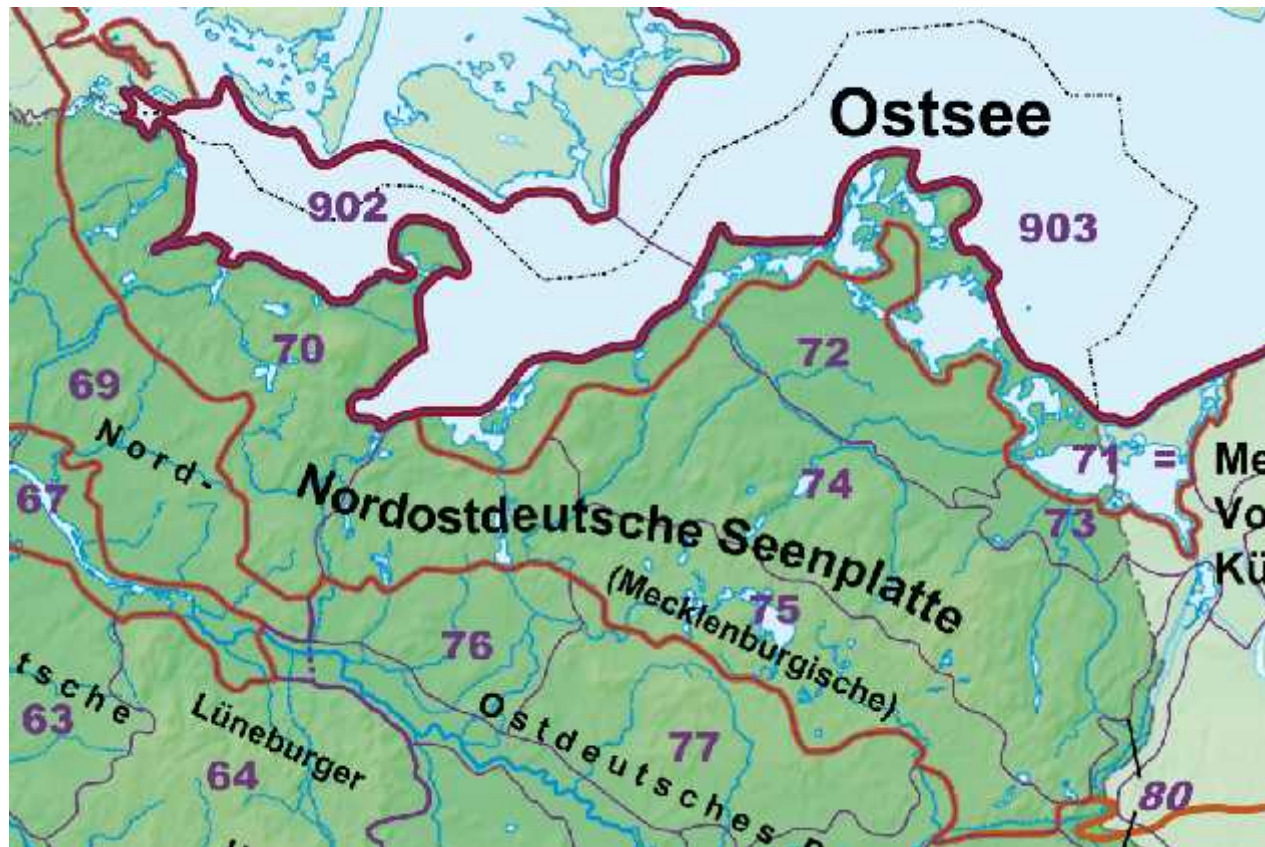 Ostsee
902
903
70
72
69
Nord-
67
71 =
Me
Vo
Kü
74
73
Nordostdeutsche Seenplatte
(Mecklenburgische)
75
76
tsche
63
Lüneburger
64
Ostdeutsches
77
80